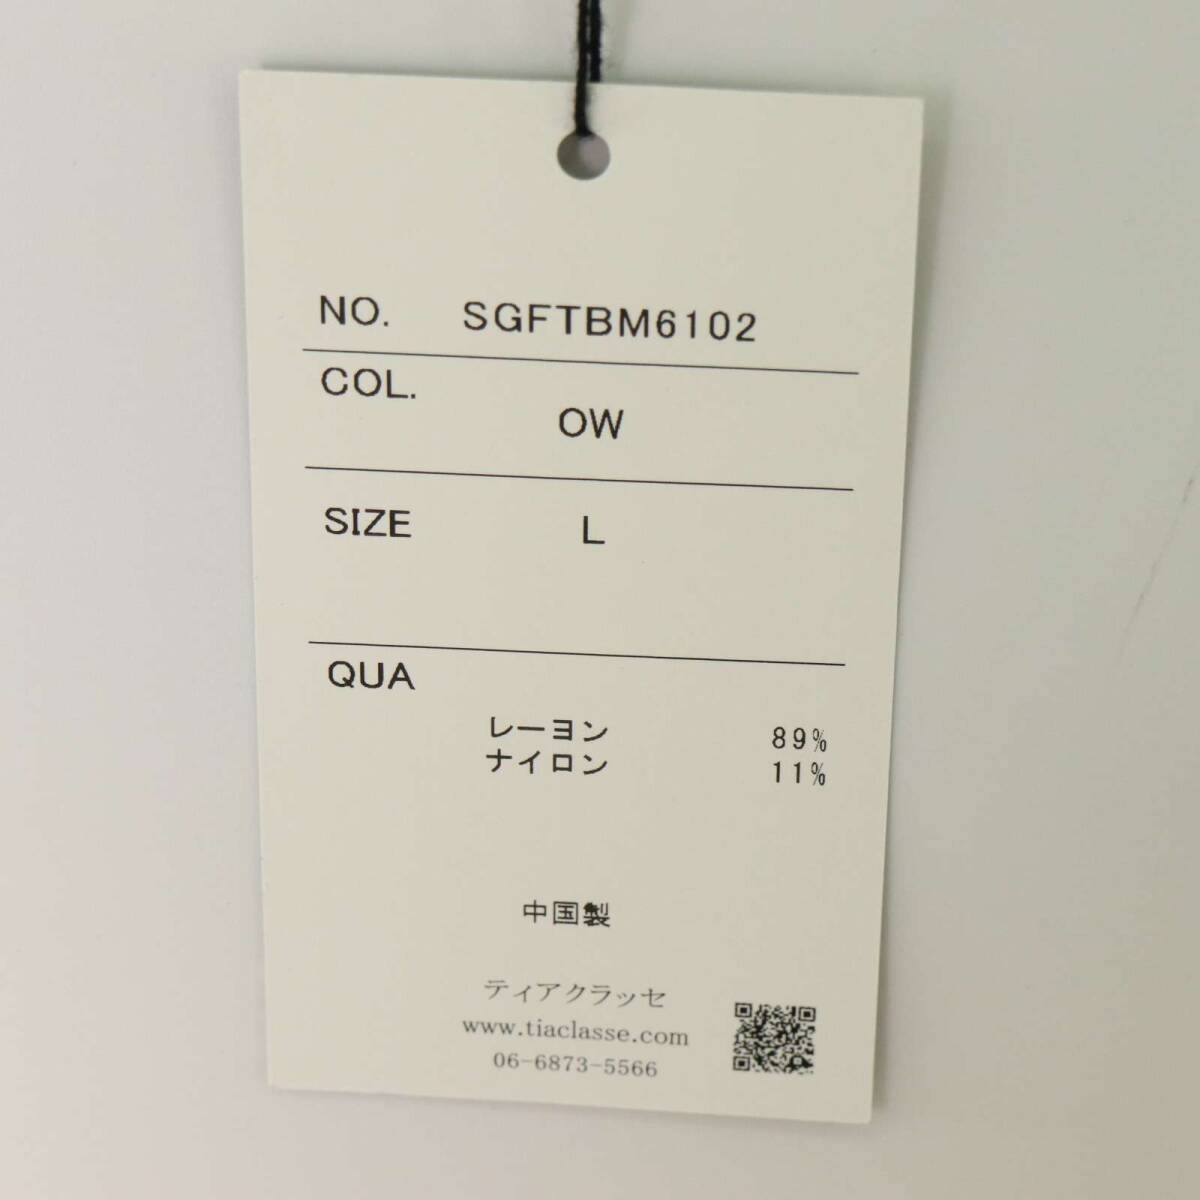 NO. SGFTBM6102
COL.
OW
SIZE L
QUA
レーヨン 89%
ナイロン 11%
中国製
ティアクラッセ
www.tiaclasse.com
06-6873-5566